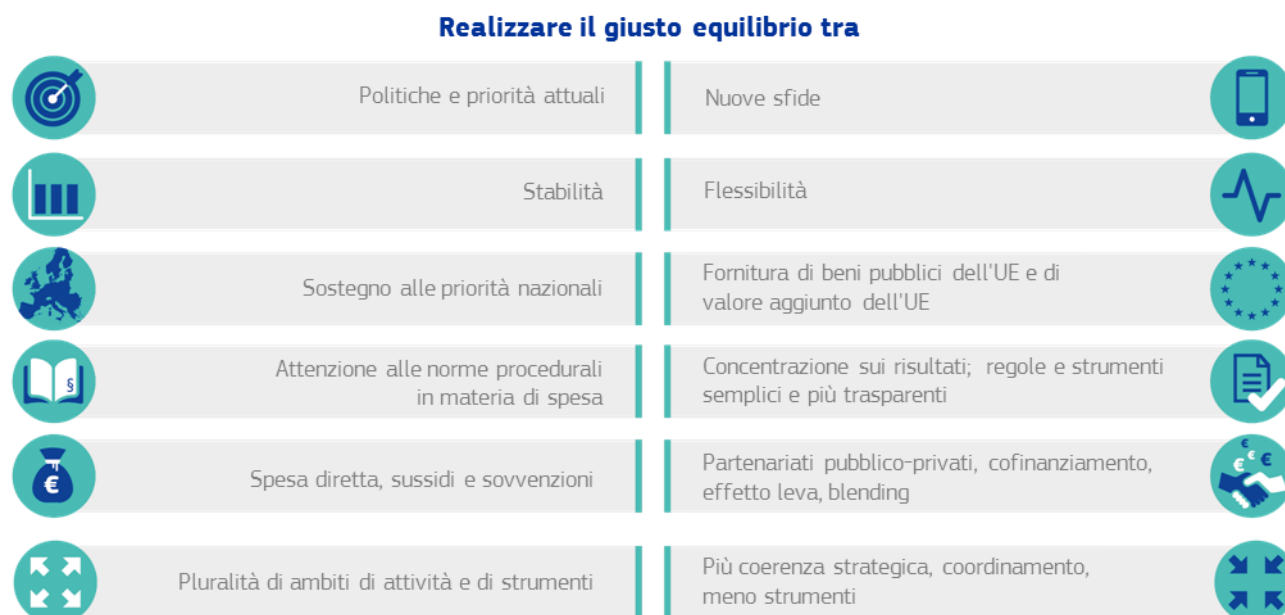 Realizzare il giusto equilibrio tra
Politiche e priorità attuali
Nuove sfide
Stabilità
Flessibilità
Sostegno alle priorità nazionali
Fornitura di beni pubblici dell'UE e di
valore aggiunto dell'UE
§
Attenzione alle norme procedurali
in materia di spesa
Concentrazione sui risultati; regole e strumenti
semplici e più trasparenti
€
Spesa diretta, sussidi e sovvenzioni
Partenariati pubblico-privati, cofinanziamento,
effetto leva, blending
€
€ € €
Pluralità di ambiti di attività e di strumenti
Più coerenza strategica, coordinamento,
meno strumenti